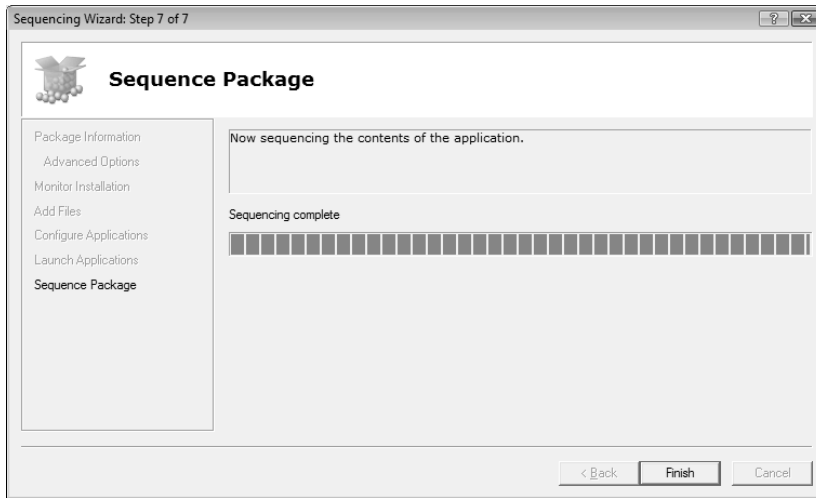 Sequencing Wizard: Step 7 of 7
Sequence Package
Package Information
Advanced Options
Monitor Installation
Add Files
Configure Applications
Launch Applications
Sequence Package
Now sequencing the contents of the application.
Sequencing complete
< Back
Finish
Cancel